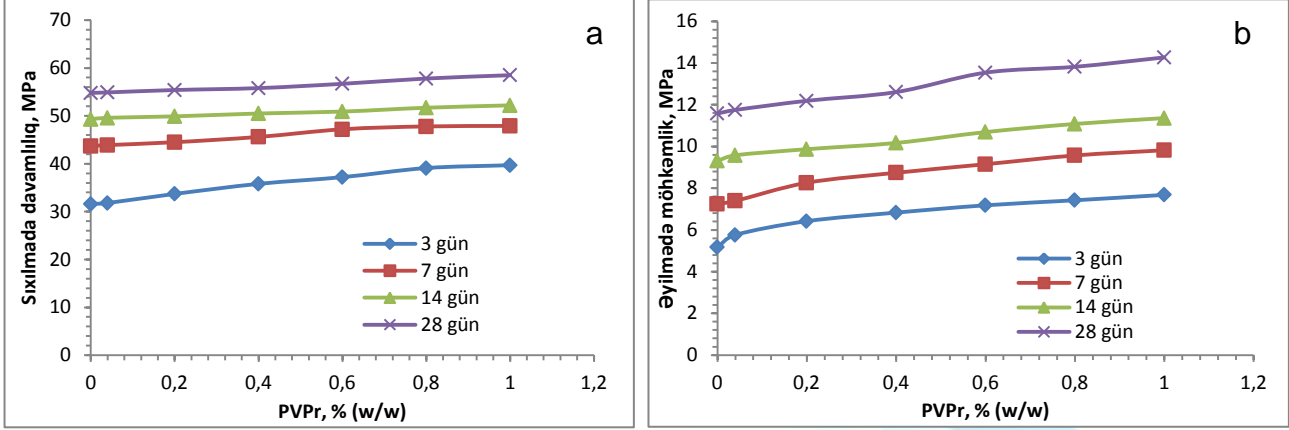 a
Sıxılmada davamlılıq, MPa
70
60
50
40
30
20
10
0
3 gün
7 gün
14 gün
28 gün
0 0,2 0,4 0,6 0,8 1 1,2
PVPr, % (w/w)
b
Əyilmədə möhkəmlik, MPa
16
14
12
10
8
6
4
2
0
3 gün
7 gün
14 gün
28 gün
0 0,2 0,4 0,6 0,8 1 1,2
PVPr, % (w/w)